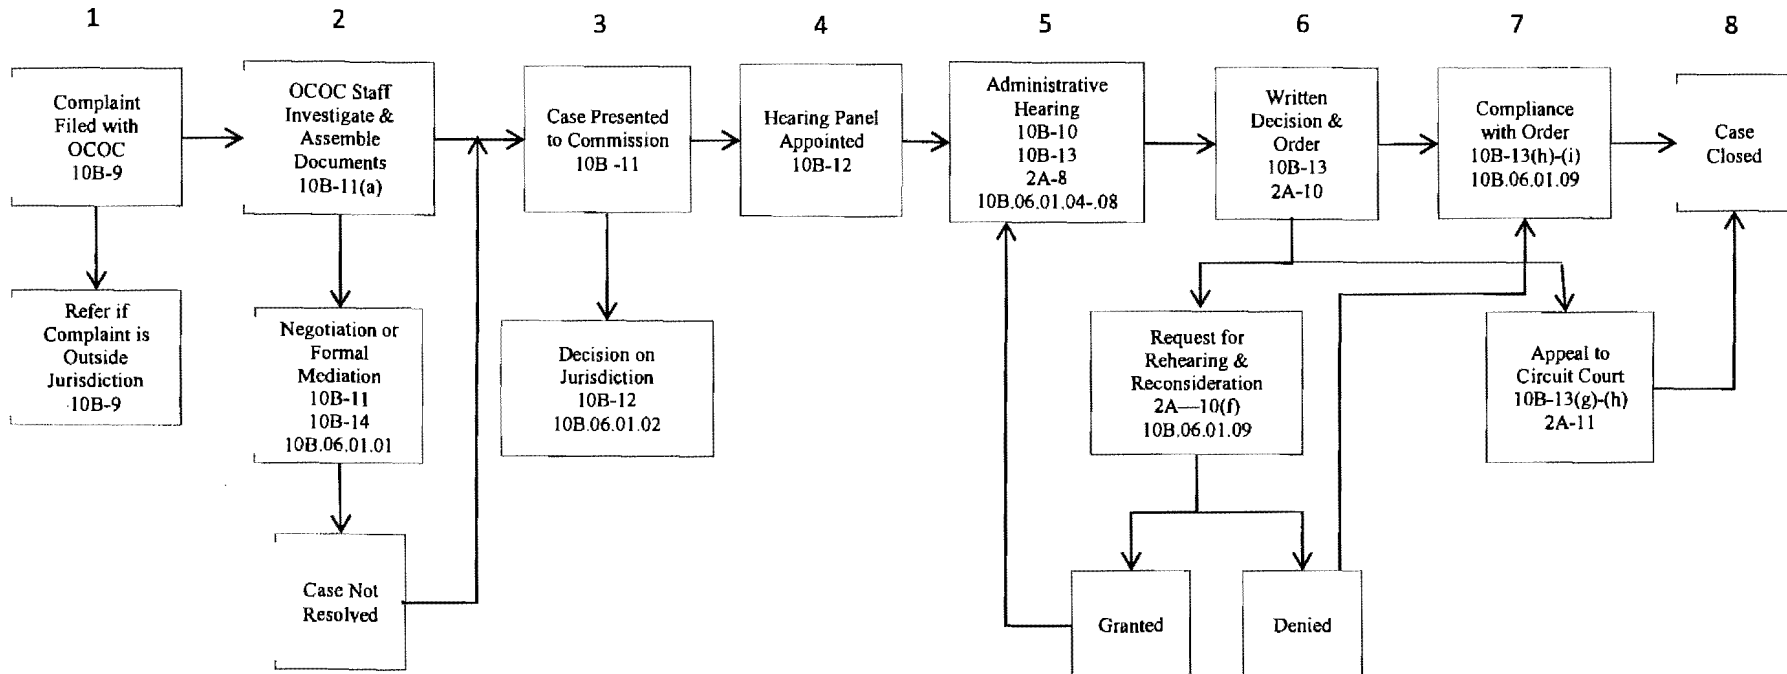 1
2
3
4
5
6
7
8
Complaint
Filed with
OCOC
10B-9
OCOC Staff
Investigate &
Assemble
Documents
10B-11(a)
Case Presented
to Commission
10B -11
Hearing Panel
Appointed
10B-12
Administrative
Hearing
10B-10
10B-13
2A-8
10B.06.01.04-.08
Written
Decision &
Order
10B-13
2A-10
Compliance
with Order
10B-13(h)-(i)
10B.06.01.09
Case
Closed
Refer if
Complaint is
Outside
Jurisdiction
10B-9
Negotiation or
Formal
Mediation
10B-11
10B-14
10B.06.01.01
Decision on
Jurisdiction
10B-12
10B.06.01.02
Request for
Rehearing &
Reconsideration
2A—10(f)
10B.06.01.09
Appeal to
Circuit Court
10B-13(g)-(h)
2A-11
Case Not
Resolved
Granted
Denied